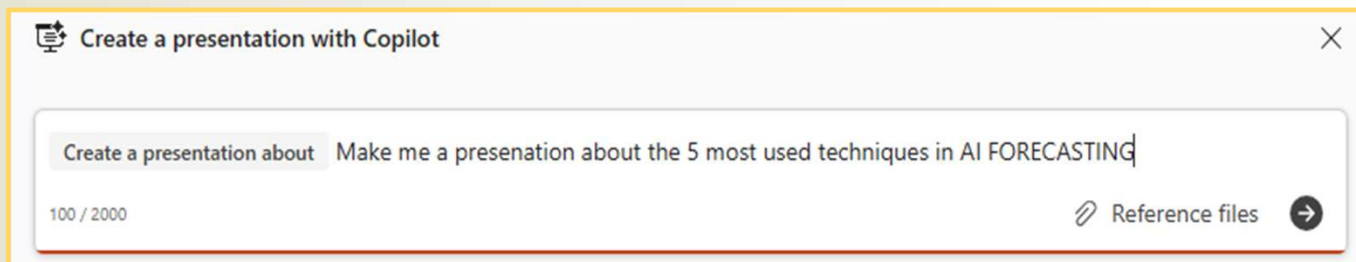 Create a presentation with Copilot
Create a presentation about Make me a presenation about the 5 most used techniques in AI FORECASTING
100 / 2000 Reference files